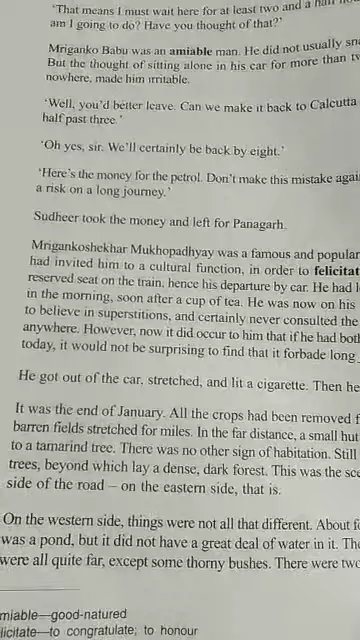 'That means I must wait here for at least two and a half
am I going to do? Have you thought of that?'
Mriganko Babu was an amiable man. He did not usually
But the thought of sitting alone in his car for more than
nowhere, made him irritable.
'Well, you'd better leave. Can we make it back to Calcutta
half past three.'
'Oh yes, sir. We'll certainly be back by eight.'
'Here's the money for the petrol. Don't make this mistake
a risk on a long journey.'
Sudheer took the money and left for Panagarh.
Mrigankoshekhar Mukhopadhyay was a famous and popular
had invited him to a cultural function, in order to felicitat
reserved seat on the train, hence his departure by car. He had
in the morning, soon after a cup of tea. He was now on his
to believe in superstitions, and certainly never consulted the
anywhere. However, now it did occur to him that if he had
today, it would not be surprising to find that it forbade long
He got out of the car, stretched, and lit a cigarette. Then he
It was the end of January. All the crops had been removed f
barren fields stretched for miles. In the far distance, a small hut
to a tamarind tree. There was no other sign of habitation. Still
trees, beyond which lay a dense, dark forest. This was the sce
side of the road – on the eastern side, that is.
On the western side, things were not all that different. About
was a pond, but it did not have a great deal of water in it.
were all quite far, except some thorny bushes. There were
miable—good-natured
licitate—to congratulate; to honour